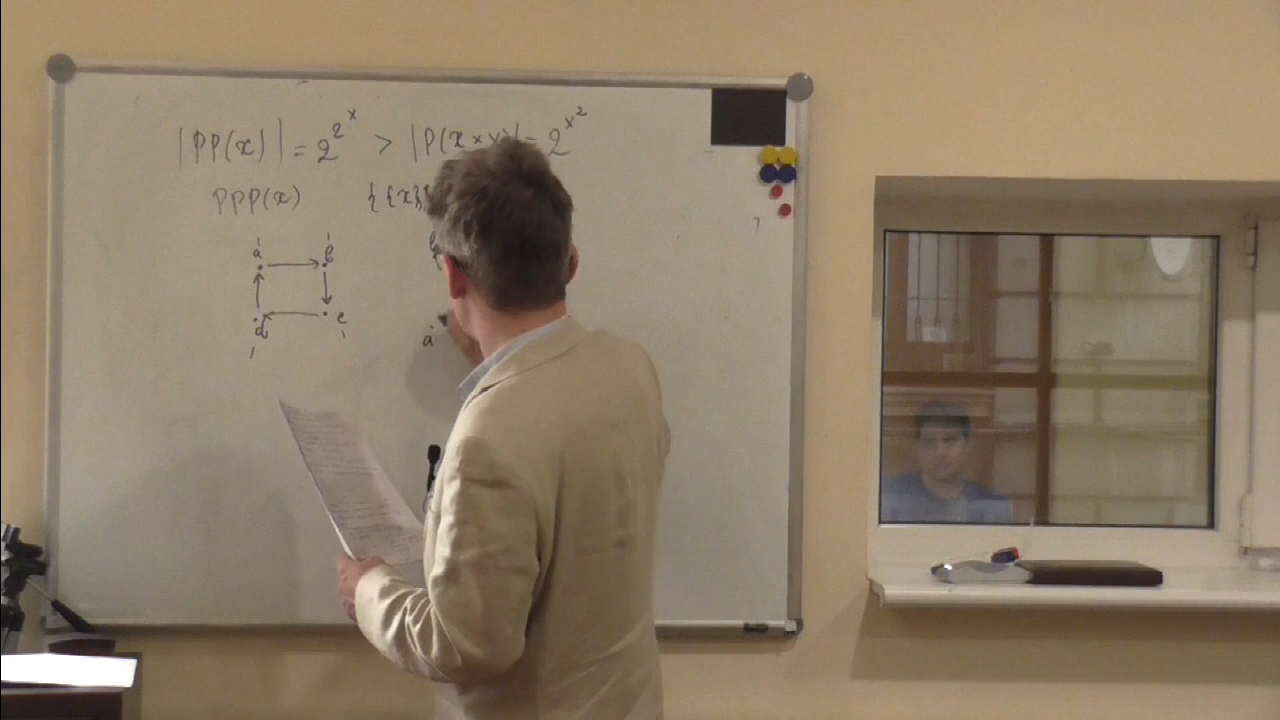 |PP(x)| = 2^{2^x} > |P(x × x)| = 2^{x^2}
PPP(x) {{x}}
a b
d c
a